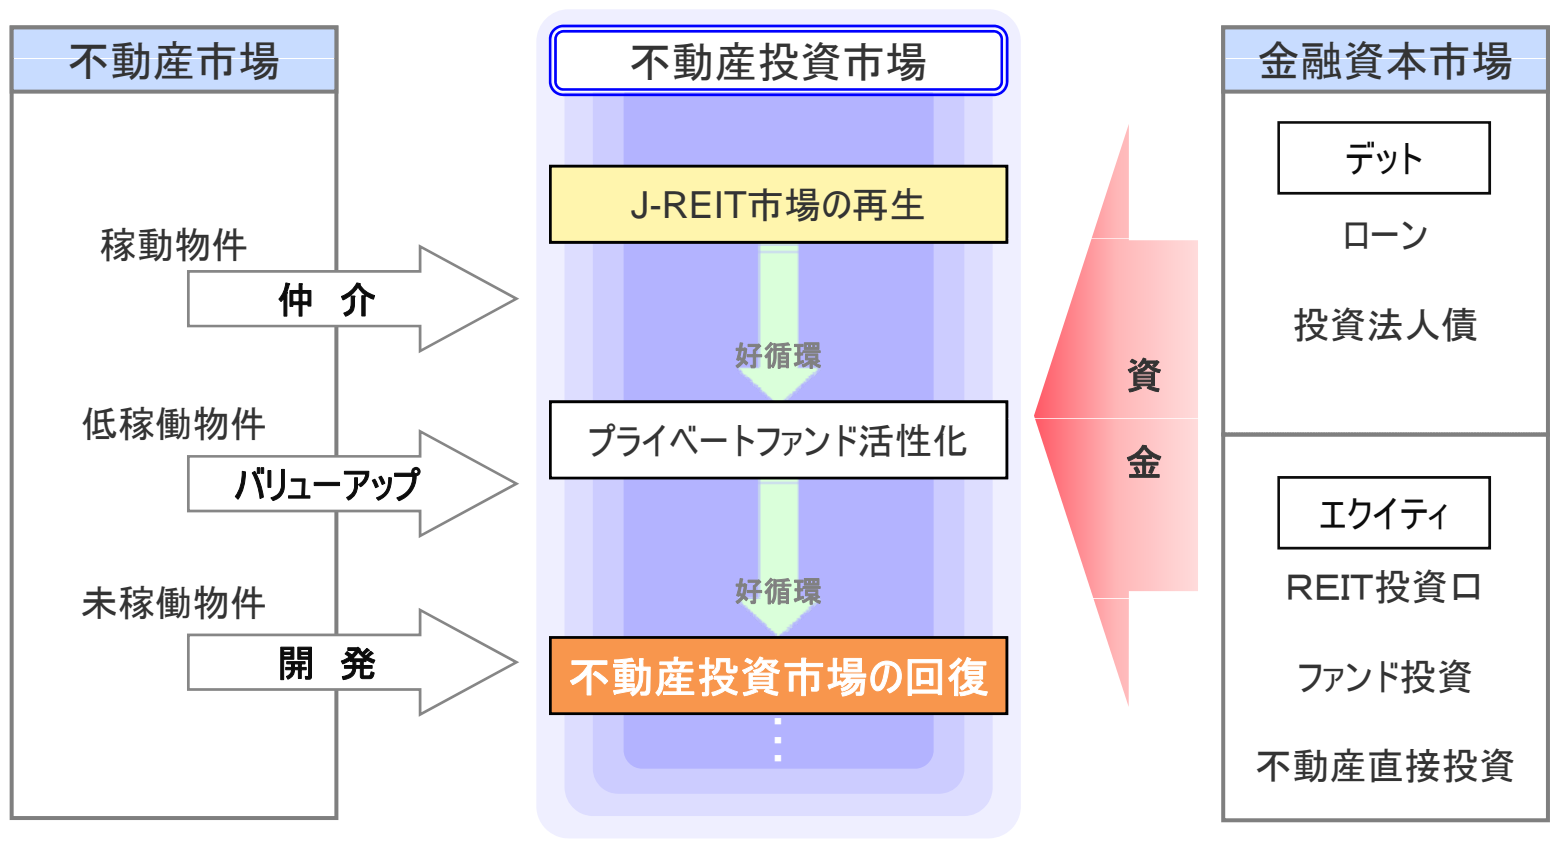 不動産市場
稼動物件
仲　介
低稼働物件
バリューアップ
未稼働物件
開　発
不動産投資市場
J-REIT市場の再生
好循環
プライベートファンド活性化
好循環
不動産投資市場の回復
資
金
金融資本市場
デット
ローン
投資法人債
エクイティ
REIT投資口
ファンド投資
不動産直接投資